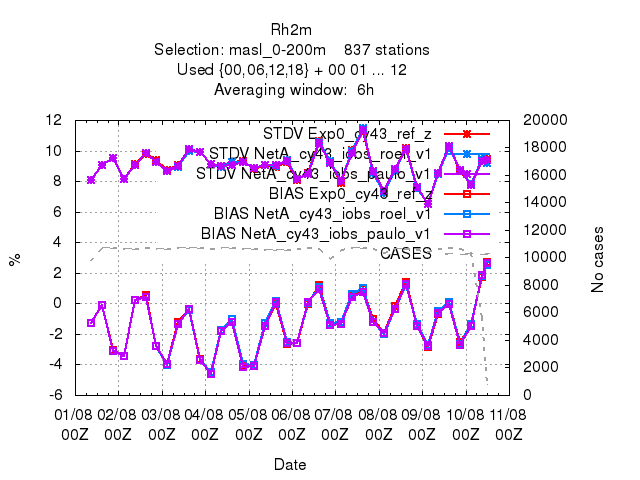 Rh2m
Selection: masl_0-200m 837 stations
Used {00,06,12,18} + 00 01 ... 12
Averaging window: 6h
12 20000
10 18000
8 16000
6 14000
4 12000
2 10000
0 8000
-2 6000
-4 4000
-6 2000
0
STDV Exp0_cy43_ref_z
STDV NetA_cy43_iobs_roel_v1
STDV NetA_cy43_iobs_paulo_v1
BIAS Exp0_cy43_ref_z
BIAS NetA_cy43_iobs_roel_v1
BIAS NetA_cy43_iobs_paulo_v1
CASES
%
No cases
01/08 02/08 03/08 04/08 05/08 06/08 07/08 08/08 09/08 10/08 11/08
00Z 00Z 00Z 00Z 00Z 00Z 00Z 00Z 00Z 00Z 00Z
Date